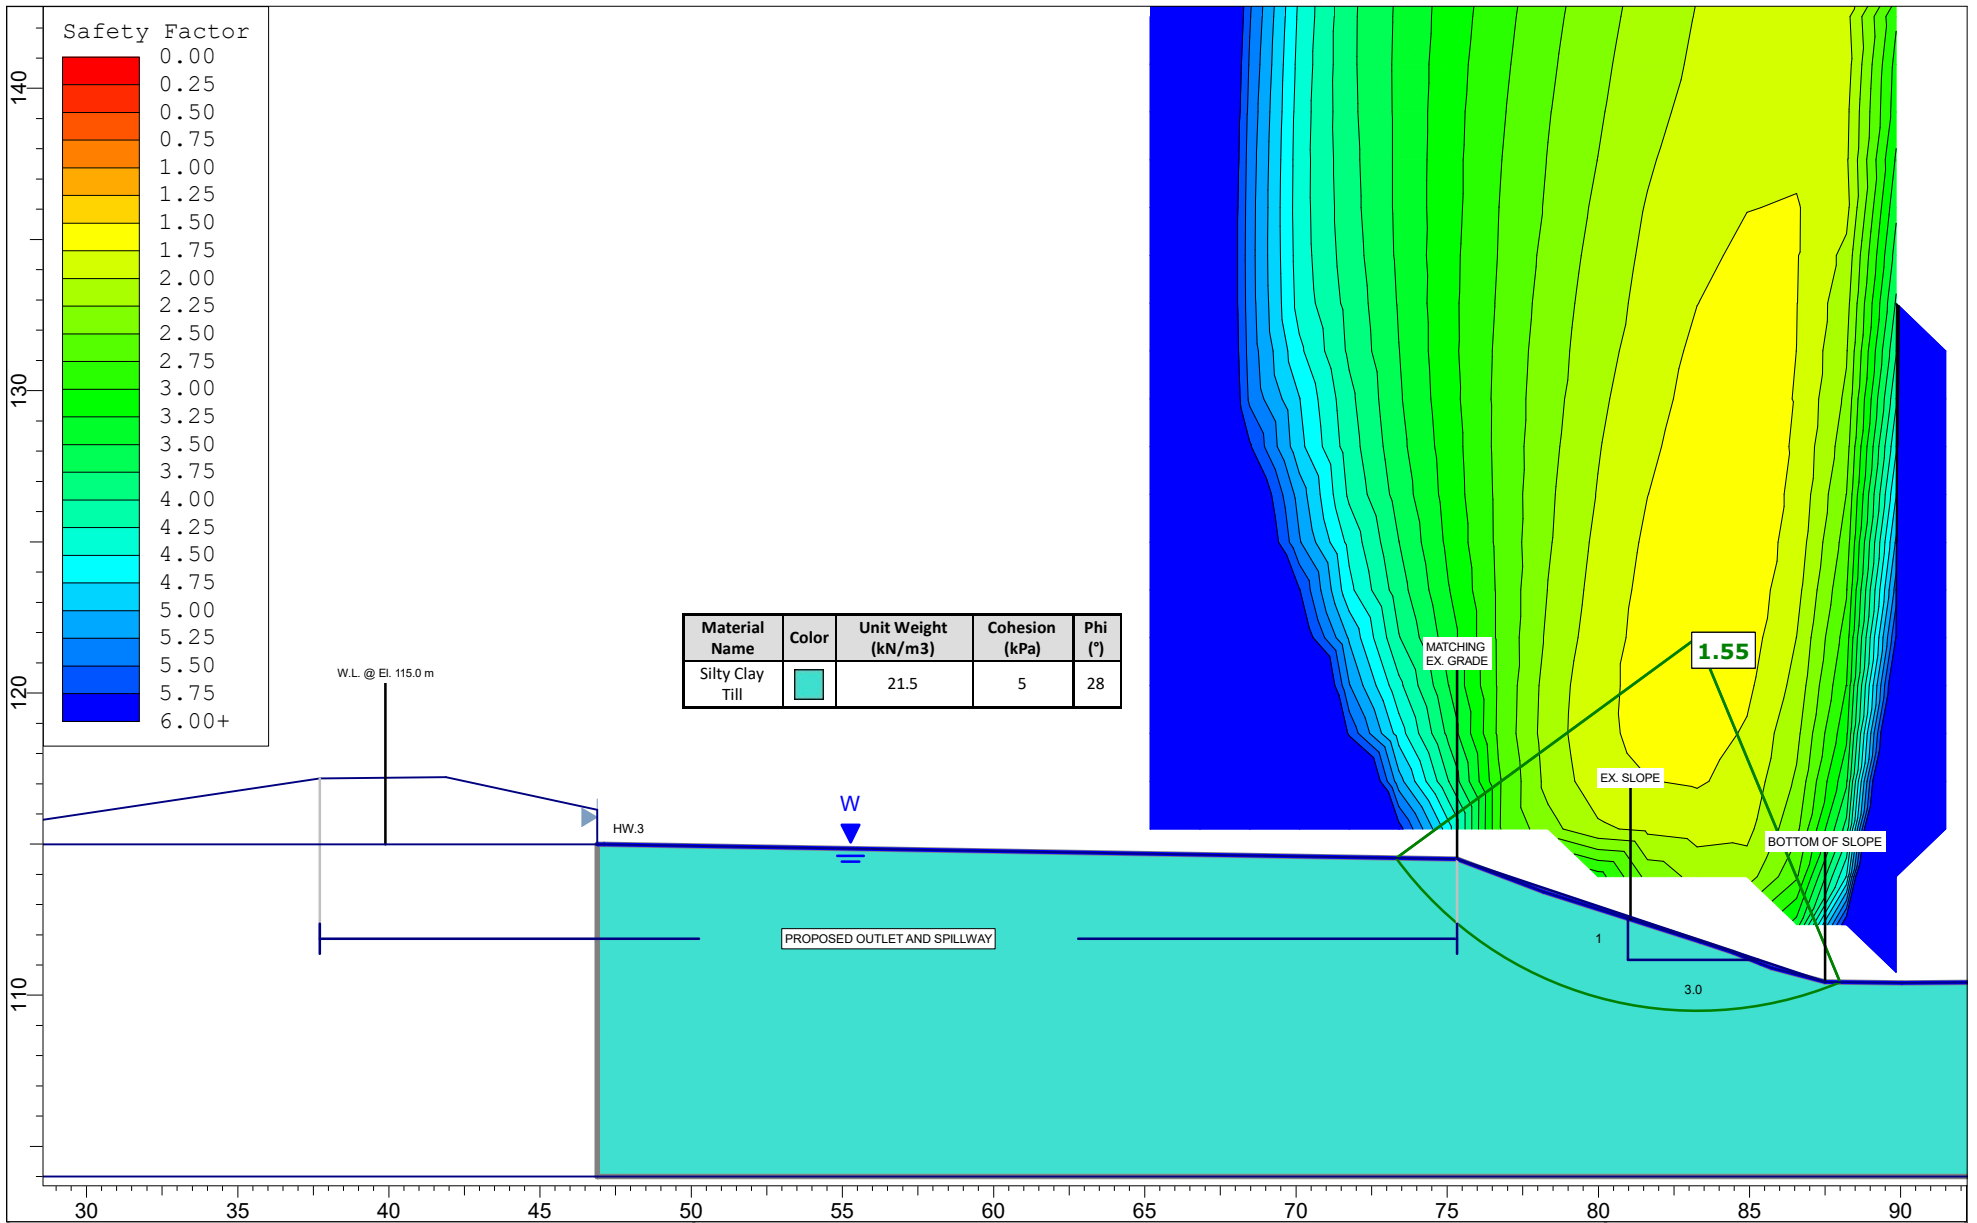 Safety Factor
0.00
0.25
0.50
0.75
1.00
1.25
1.50
1.75
2.00
2.25
2.50
2.75
3.00
3.25
3.50
3.75
4.00
4.25
4.50
4.75
5.00
5.25
5.50
5.75
6.00+
140
130
120
110
W.L. @ El. 115.0 m
HW.3
Material Name Color Unit Weight (kN/m3) Cohesion (kPa) Phi (°)
Silty Clay Till 21.5 5 28
W
MATCHING
EX. GRADE
1.55
EX. SLOPE
BOTTOM OF SLOPE
PROPOSED OUTLET AND SPILLWAY
1
3.0
30 35 40 45 50 55 60 65 70 75 80 85 90